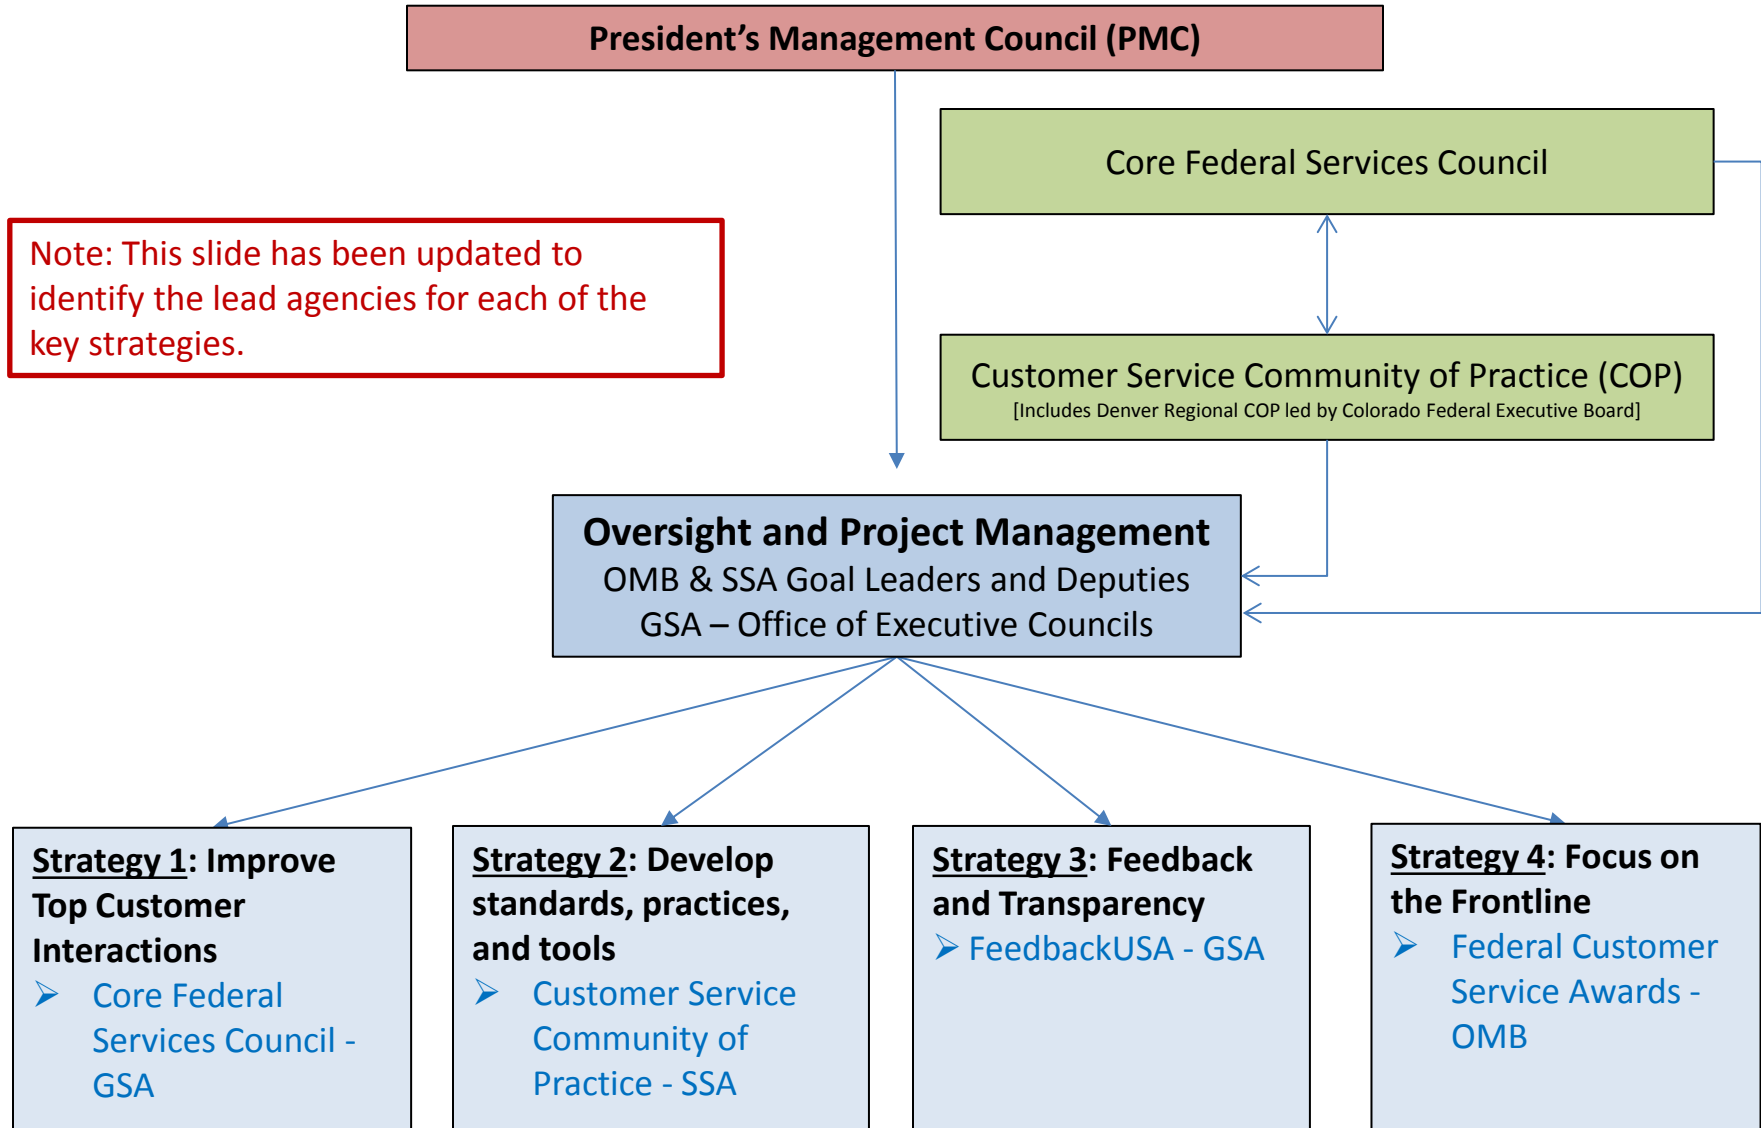 President’s Management Council (PMC)
Core Federal Services Council
Note: This slide has been updated to
identify the lead agencies for each of the
key strategies.
Customer Service Community of Practice (COP)
[Includes Denver Regional COP led by Colorado Federal Executive Board]
Oversight and Project Management
OMB & SSA Goal Leaders and Deputies
GSA – Office of Executive Councils
Strategy 1: Improve
Top Customer
Interactions
➢ Core Federal
Services Council -
GSA
Strategy 2: Develop
standards, practices,
and tools
➢ Customer Service
Community of
Practice - SSA
Strategy 3: Feedback
and Transparency
➢ FeedbackUSA - GSA
Strategy 4: Focus on
the Frontline
➢ Federal Customer
Service Awards -
OMB